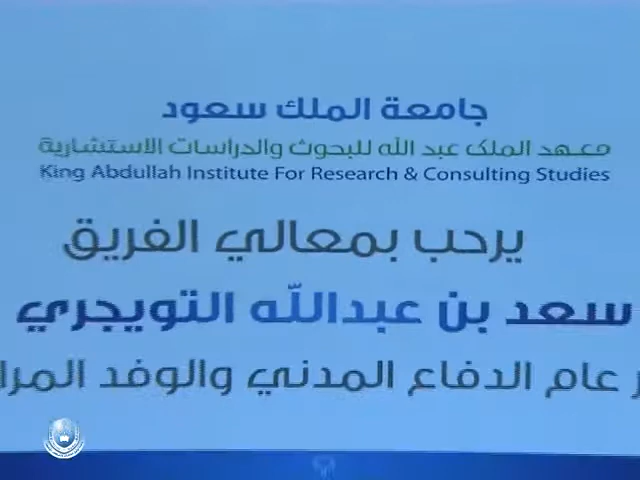 جامعة الملك سعود
معهد الملك عبد الله للبحوث والدراسات الاستشارية
King Abdullah Institute For Research & Consulting Studies
يرحب بمعالي الفريق
سعد بن عبدالله التويجري
ر عام الدفاع المدني والوفد المرا